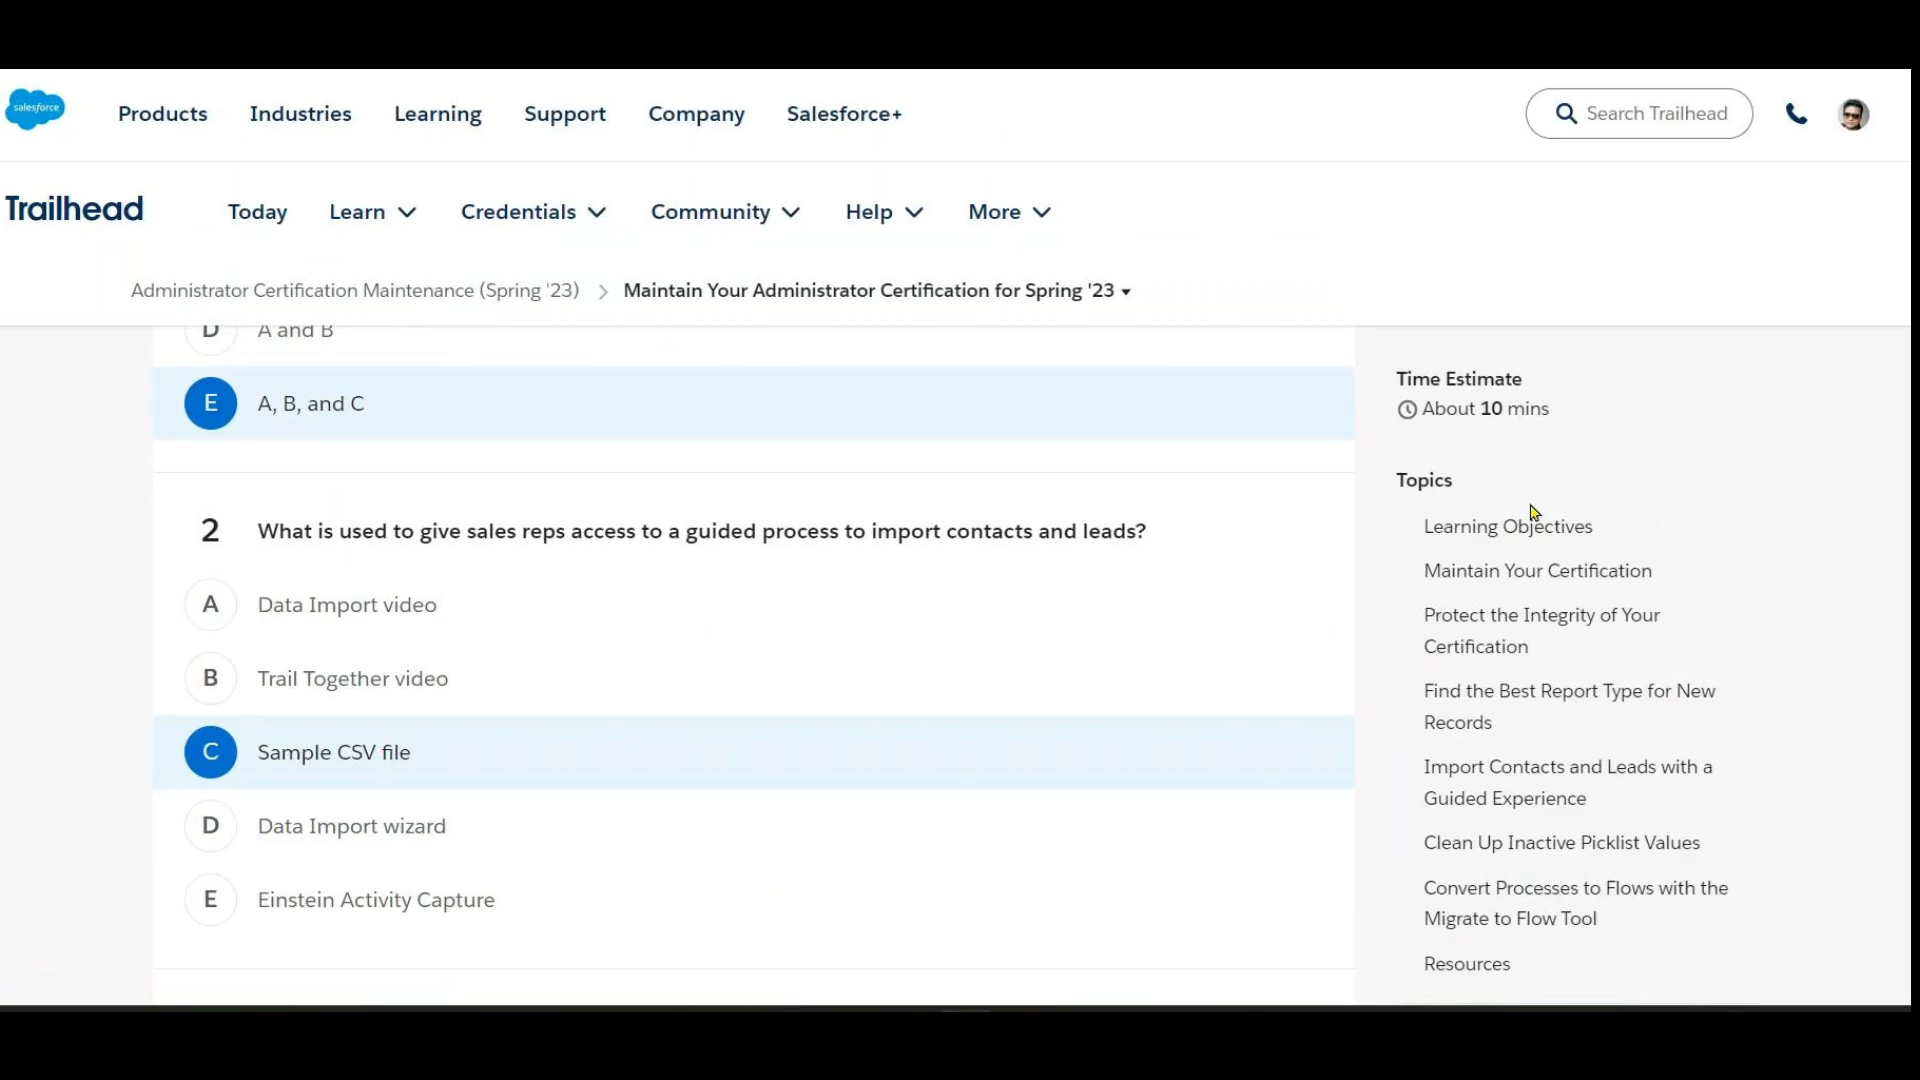 salesforce
Products Industries Learning Support Company Salesforce+
Search Trailhead
Trailhead
Today Learn Credentials Community Help More
Administrator Certification Maintenance (Spring '23) Maintain Your Administrator Certification for Spring '23
D A and B
E A, B, and C
2 What is used to give sales reps access to a guided process to import contacts and leads?
A Data Import video
B Trail Together video
C Sample CSV file
D Data Import wizard
E Einstein Activity Capture
Time Estimate
About 10 mins
Topics
Learning Objectives
Maintain Your Certification
Protect the Integrity of Your
Certification
Find the Best Report Type for New
Records
Import Contacts and Leads with a
Guided Experience
Clean Up Inactive Picklist Values
Convert Processes to Flows with the
Migrate to Flow Tool
Resources